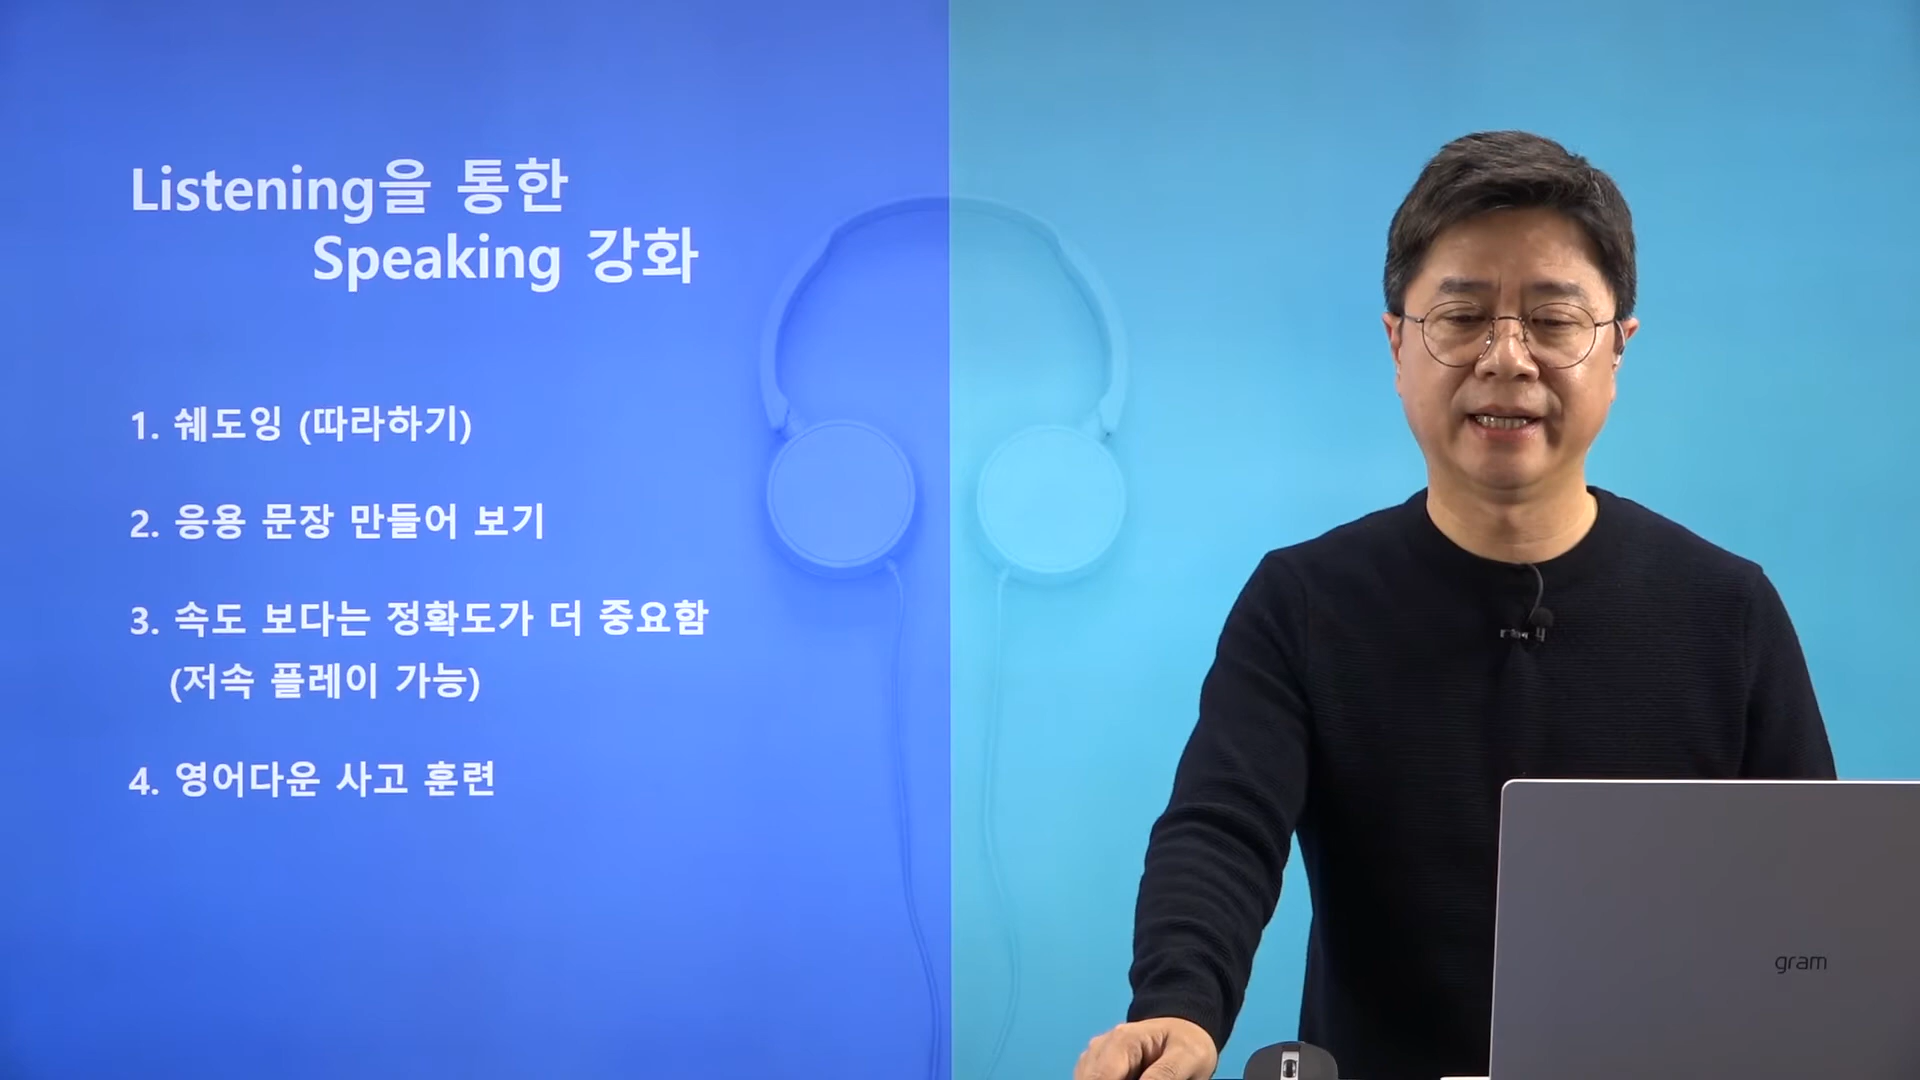 Listening을 통한
Speaking 강화
1. 쉐도잉 (따라하기)
2. 응용 문장 만들어 보기
3. 속도 보다는 정확도가 더 중요함
(저속 플레이 가능)
4. 영어다운 사고 훈련
gram